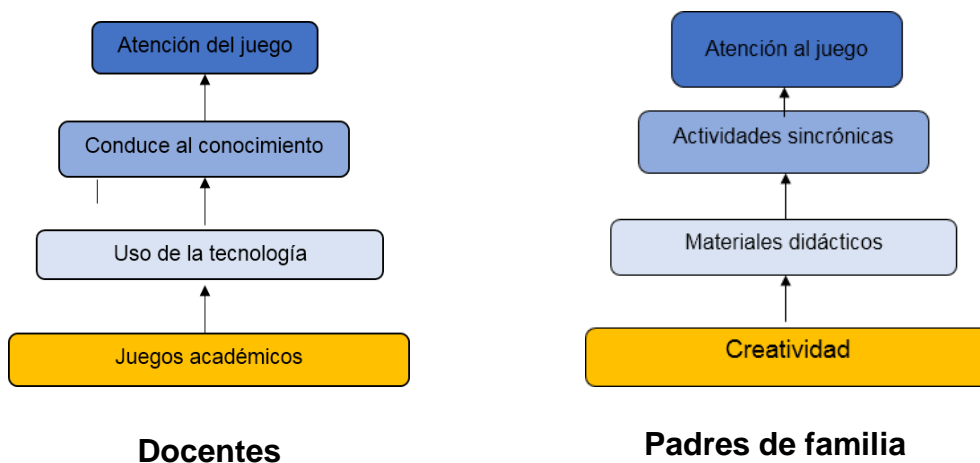 Atención del juego
Conduce al conocimiento
Uso de la tecnología
Juegos académicos
Docentes
Atención al juego
Actividades sincrónicas
Materiales didácticos
Creatividad
Padres de familia